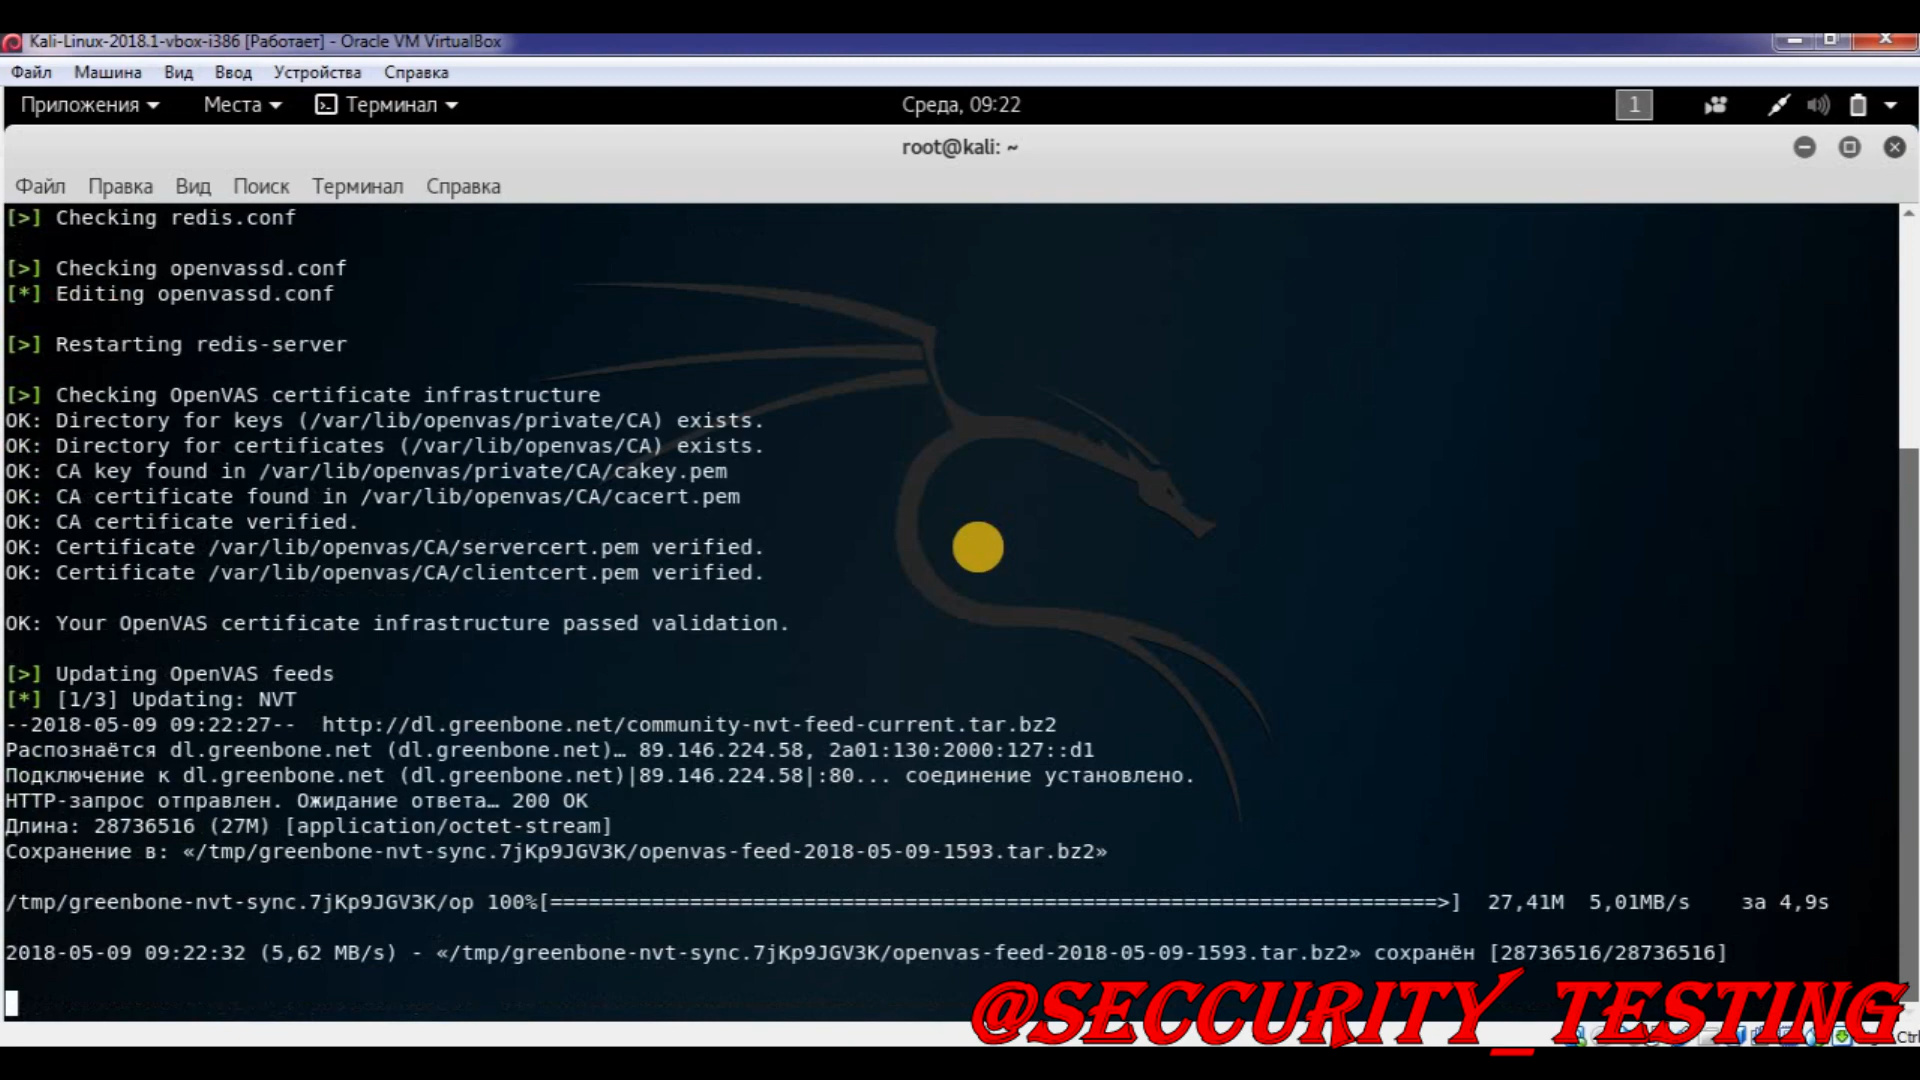 Kali-Linux-2018.1-vbox-i386 [Работает] - Oracle VM VirtualBox
Файл Машина Вид Ввод Устройства Справка
Приложения Места Терминал Среда, 09:22 1
root@kali: ~
Файл Правка Вид Поиск Терминал Справка
[>] Checking redis.conf
[>] Checking openvassd.conf
[*] Editing openvassd.conf
[>] Restarting redis-server
[>] Checking OpenVAS certificate infrastructure
OK: Directory for keys (/var/lib/openvas/private/CA) exists.
OK: Directory for certificates (/var/lib/openvas/CA) exists.
OK: CA key found in /var/lib/openvas/private/CA/cakey.pem
OK: CA certificate found in /var/lib/openvas/CA/cacert.pem
OK: CA certificate verified.
OK: Certificate /var/lib/openvas/CA/servercert.pem verified.
OK: Certificate /var/lib/openvas/CA/clientcert.pem verified.
OK: Your OpenVAS certificate infrastructure passed validation.
[>] Updating OpenVAS feeds
[*] [1/3] Updating: NVT
--2018-05-09 09:22:27--  http://dl.greenbone.net/community-nvt-feed-current.tar.bz2
Распознаётся dl.greenbone.net (dl.greenbone.net)… 89.146.224.58, 2a01:130:2000:127::d1
Подключение к dl.greenbone.net (dl.greenbone.net)|89.146.224.58|:80... соединение установлено.
HTTP-запрос отправлен. Ожидание ответа… 200 OK
Длина: 28736516 (27M) [application/octet-stream]
Сохранение в: «/tmp/greenbone-nvt-sync.7jKp9JGV3K/openvas-feed-2018-05-09-1593.tar.bz2»
/tmp/greenbone-nvt-sync.7jKp9JGV3K/op 100%[======================================================================>] 27,41M 5,01MB/s за 4,9s
2018-05-09 09:22:32 (5,62 MB/s) - «/tmp/greenbone-nvt-sync.7jKp9JGV3K/openvas-feed-2018-05-09-1593.tar.bz2» сохранён [28736516/28736516]
@SECCURITY_TESTING
Ctrl